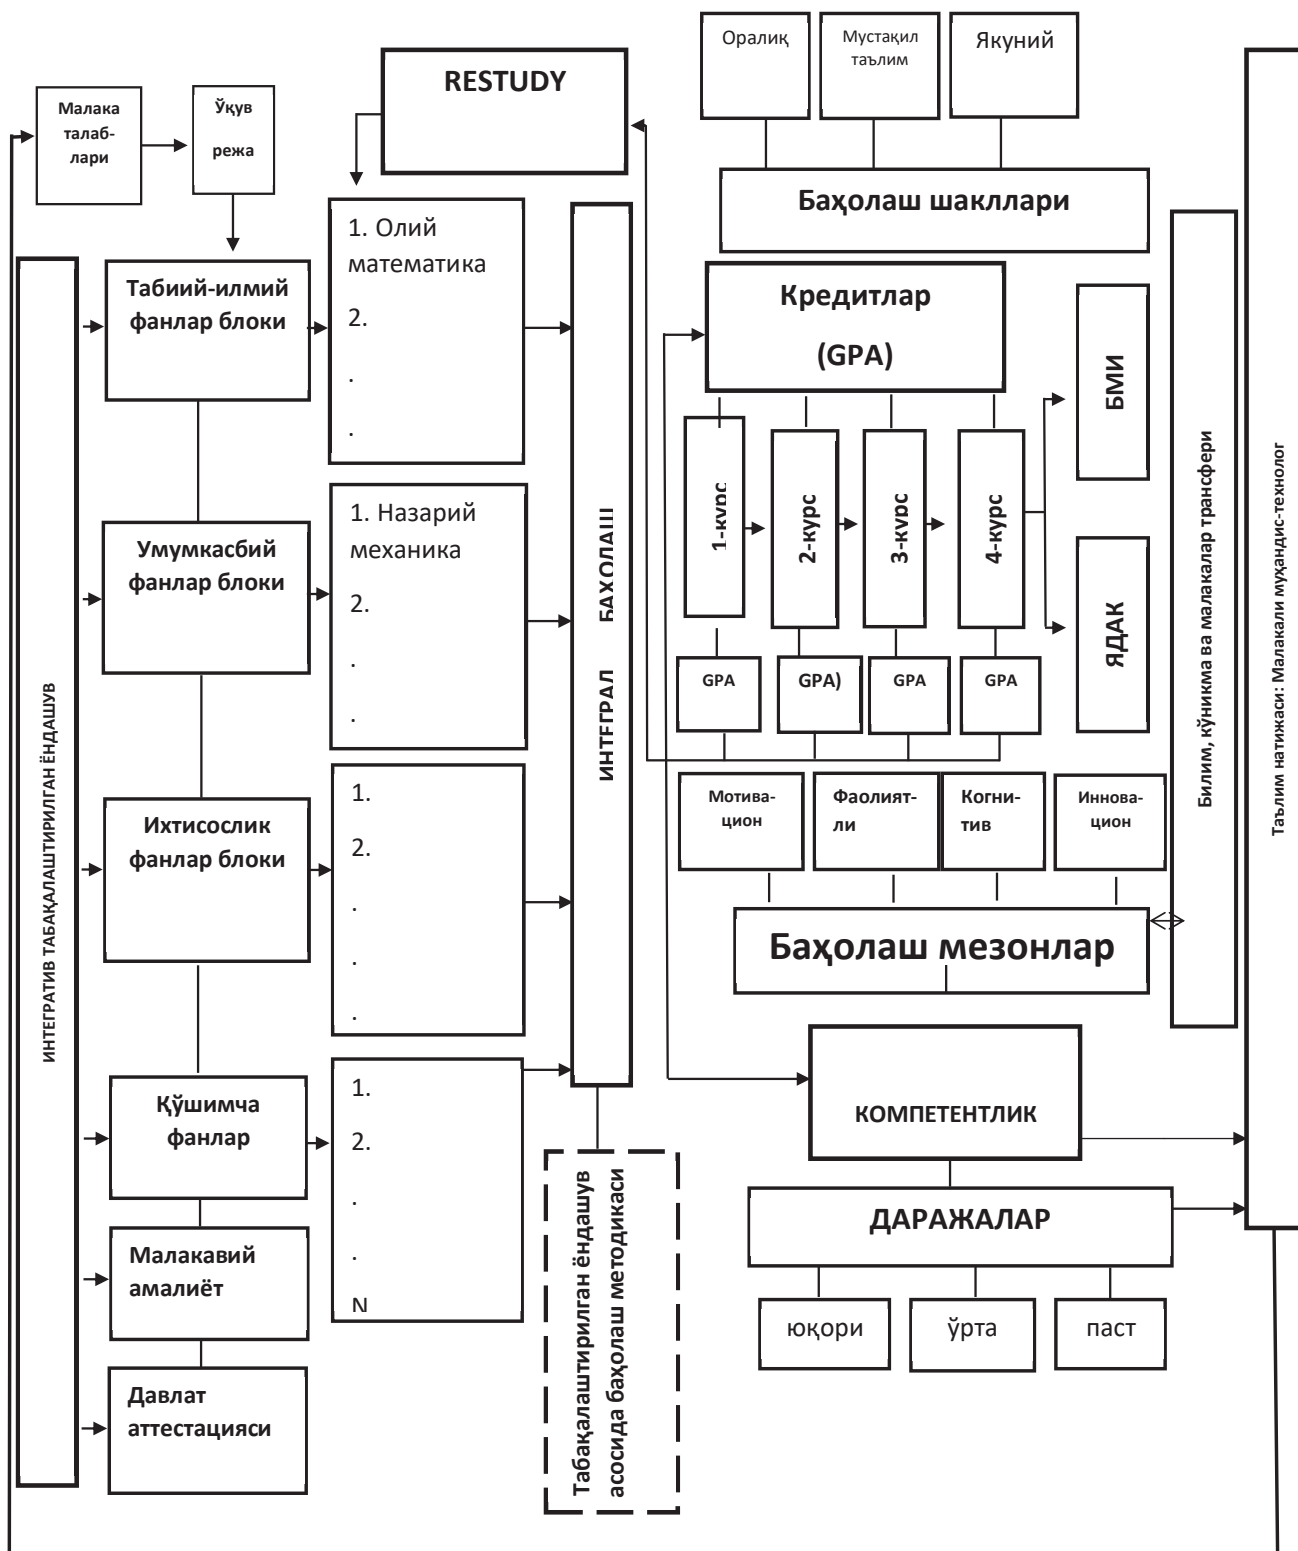 Оралиқ
Мустақил
таълим
Якуний
RESTUDY
Малака
талаб-
лари
Ўқув
режа
Баҳолаш шакллари
1. Олий
математика
2.
.
.
Табиий-илмий
фанлар блоки
Кредитлар
(GPA)
БМИ
1-курс
2-курс
3-курс
4-курс
ЯДАК
1. Назарий
механика
2.
.
.
Умумкасбий
фанлар блоки
ИНТЕГРАЛ БАҲОЛАШ
GPA
GPA)
GPA
GPA
ИНТЕГРАТИВ ТАБАҚАЛАШТИРИЛГАН ЁНДАШУВ
Билим, кўникма ва малакалар трансфери
Таълим натижаси: Малакали муҳандис-технолог
Мотива-
цион
Фаолият-
ли
Когни-
тив
Иннова-
цион
1.
2.
.
.
.
Ихтисослик
фанлар блоки
Баҳолаш мезонлар
КОМПЕТЕНТЛИК
Қўшимча
фанлар
1.
2.
.
.
N
Табақалаштирилган ёндашув
асосида баҳолаш методикаси
ДАРАЖАЛАР
Малакавий
амалиёт
юқори
ўрта
паст
Давлат
аттестацияси